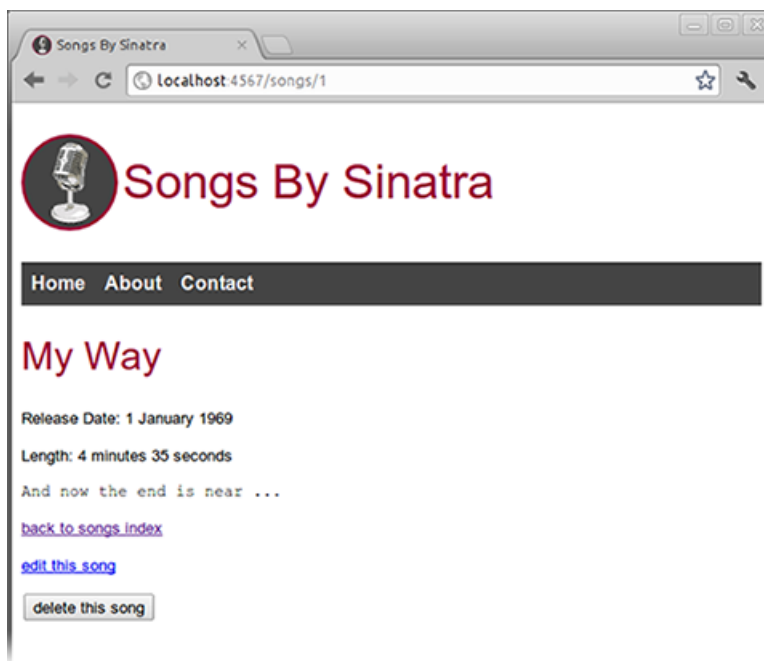 Songs By Sinatra
localhost:4567/songs/1
Songs By Sinatra
Home About Contact
My Way
Release Date: 1 January 1969
Length: 4 minutes 35 seconds
And now the end is near ...
back to songs index
edit this song
delete this song